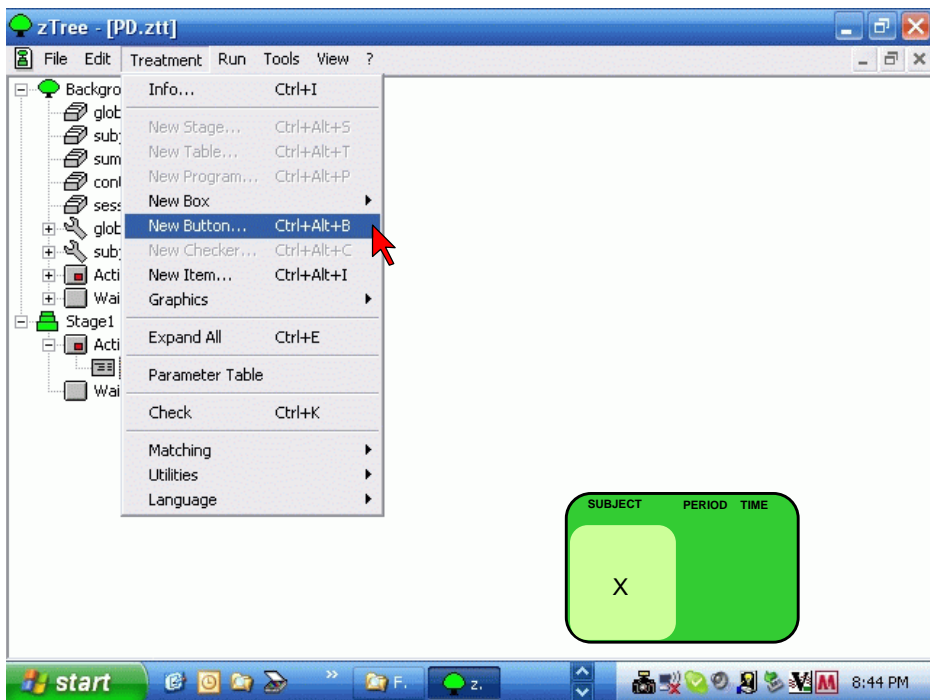 zTree - [PD.ztt]
File Edit Treatment Run Tools View ?
Backgro
glob
subj
sum
cont
sess
glob
subj
Acti
Wai
Stage1
Acti
Wai
Info... Ctrl+I
New Stage... Ctrl+Alt+S
New Table... Ctrl+Alt+T
New Program... Ctrl+Alt+P
New Box
New Button... Ctrl+Alt+B
New Checker... Ctrl+Alt+C
New Item... Ctrl+Alt+I
Graphics
Expand All Ctrl+E
Parameter Table
Check Ctrl+K
Matching
Utilities
Language
SUBJECT PERIOD TIME
X
start F. z. 8:44 PM